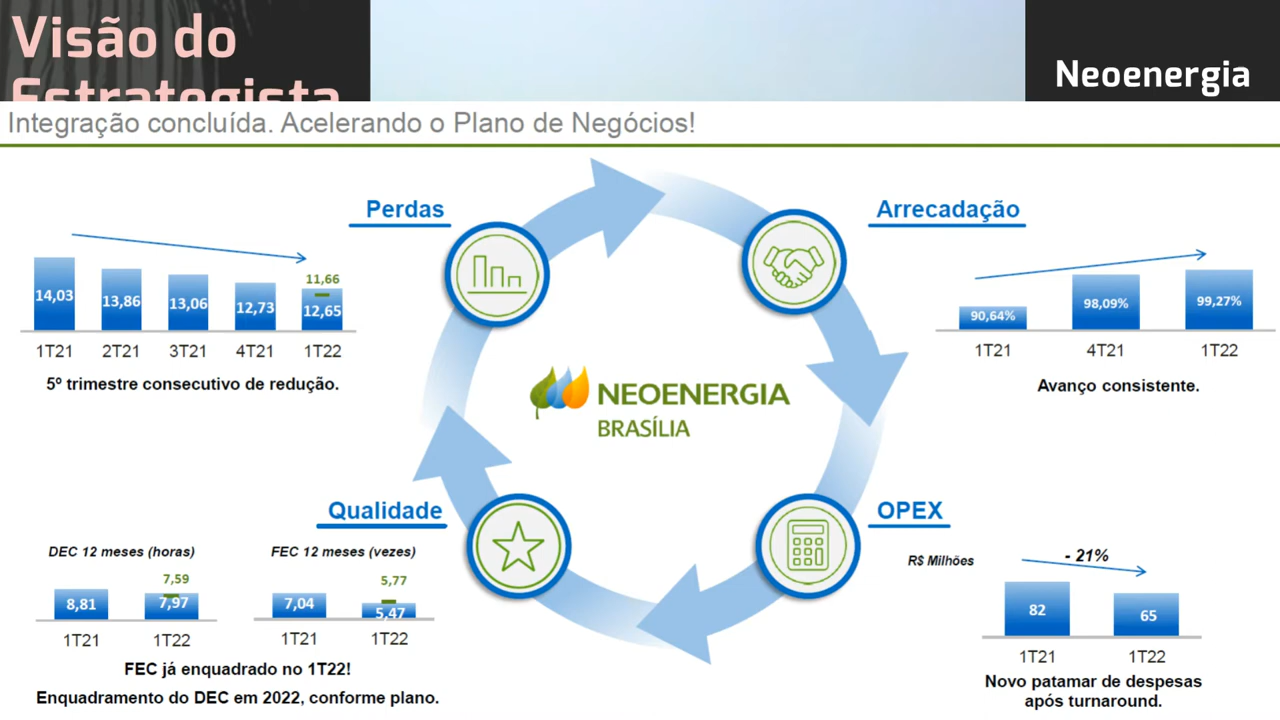 Visão do
Estrategista
Neoenergia
Integração concluída. Acelerando o Plano de Negócios!
Perdas
11,66
14,03 13,86 13,06 12,73 12,65
1T21 2T21 3T21 4T21 1T22
5º trimestre consecutivo de redução.
Arrecadação
90,64% 98,09% 99,27%
1T21 4T21 1T22
Avanço consistente.
NEOENERGIA
BRASÍLIA
Qualidade
DEC 12 meses (horas)
7,59
8,81 7,97
1T21 1T22
FEC 12 meses (vezes)
5,77
7,04 5,47
1T21 1T22
FEC já enquadrado no 1T22!
Enquadramento do DEC em 2022, conforme plano.
OPEX
R$ Milhões
- 21%
82 65
1T21 1T22
Novo patamar de despesas
após turnaround.